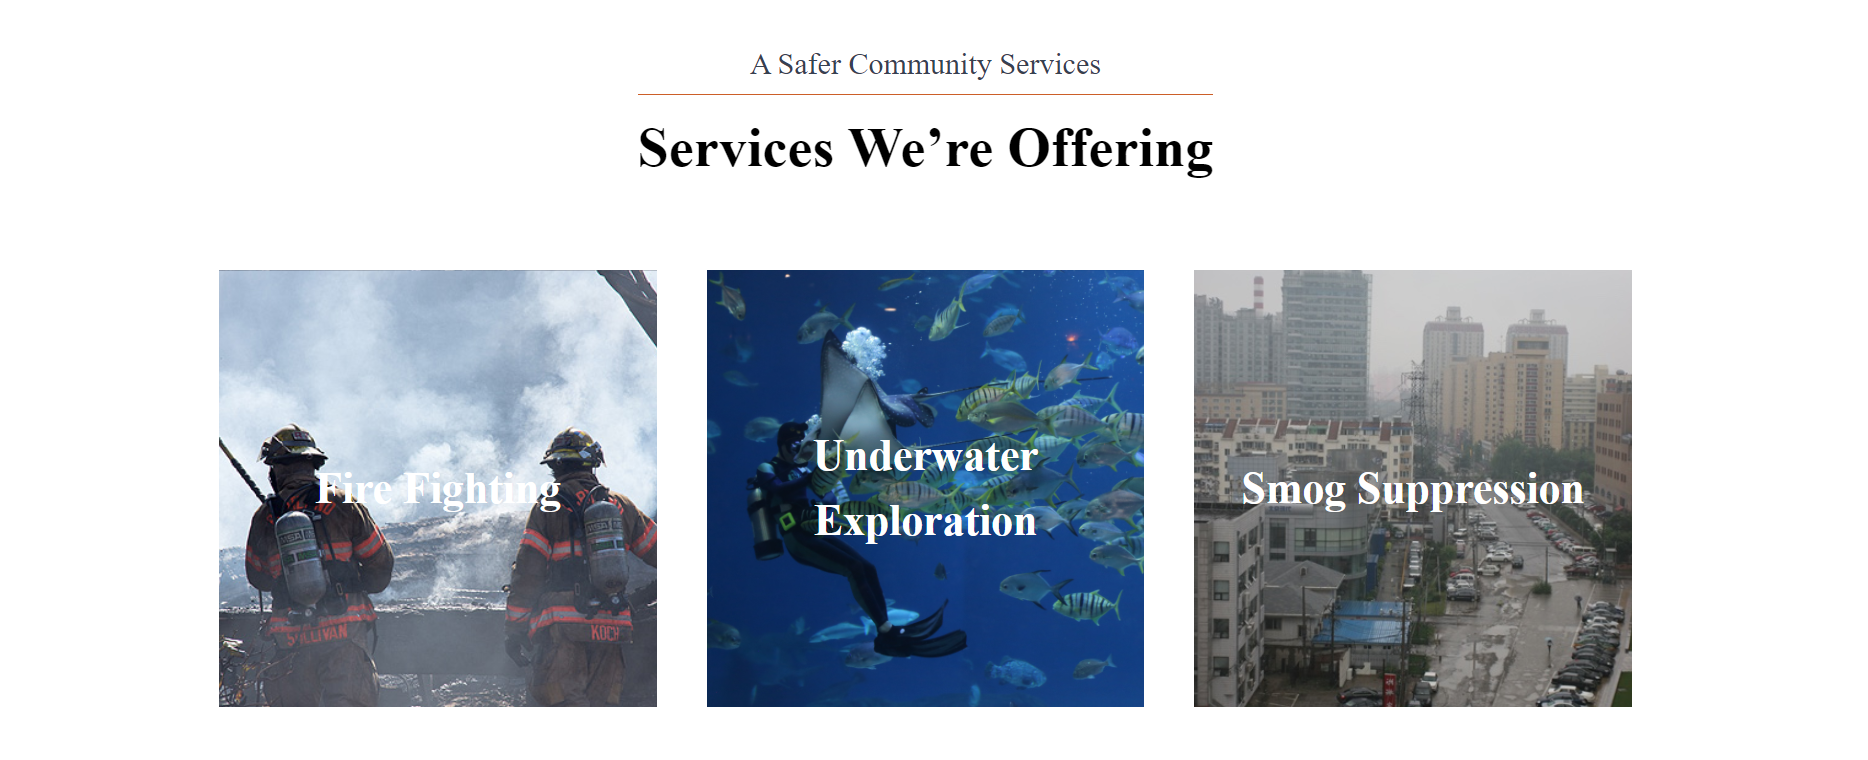 A Safer Community Services
Services We’re Offering
Fire Fighting
Underwater
Exploration
Smog Suppression
SULLIVAN
KOCH